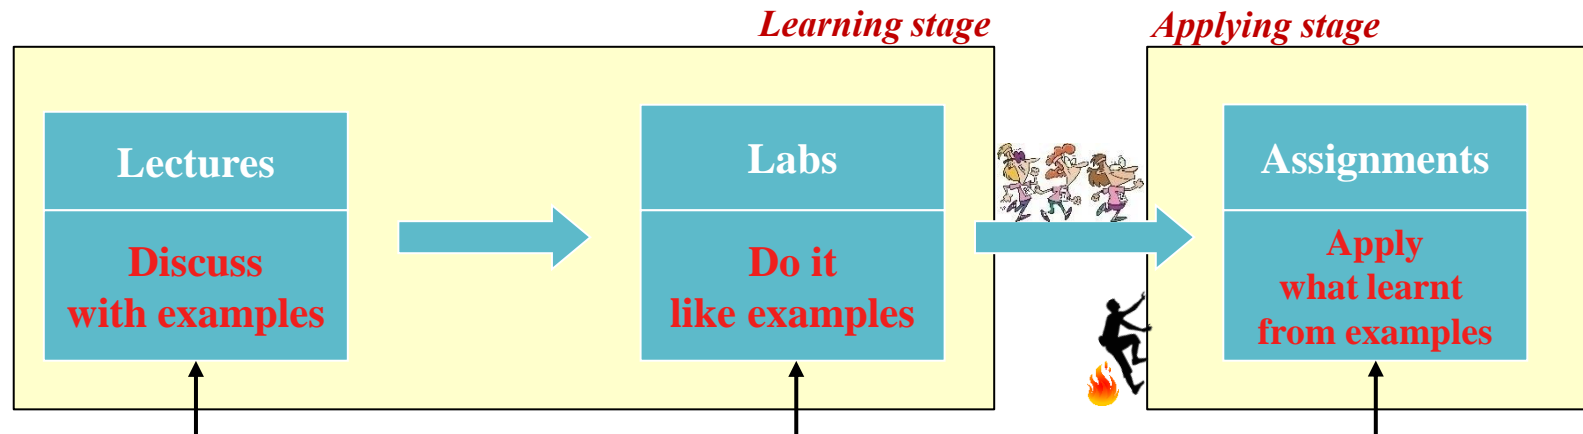 Learning stage
Applying stage
Lectures
Discuss
with examples
Labs
Do it
like examples
Assignments
Apply
what learnt
from examples